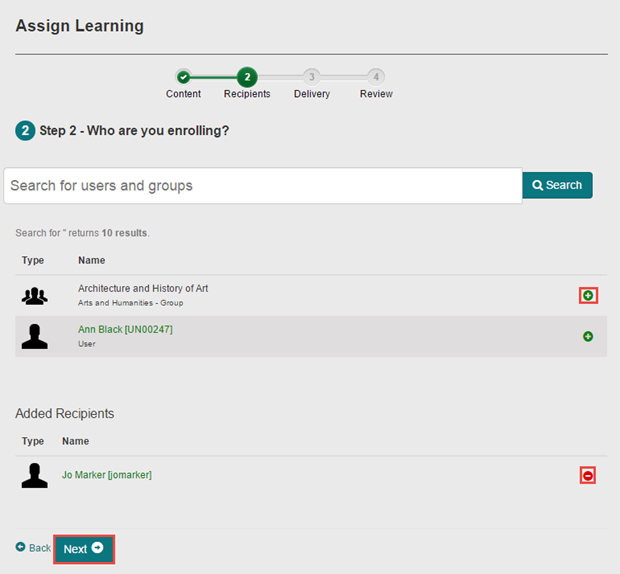 Assign Learning
2 3 4
Content Recipients Delivery Review
2 Step 2 - Who are you enrolling?
Search for users and groups Search
Search for '' returns 10 results.
Type Name
Architecture and History of Art
Arts and Humanities - Group
Ann Black [UN00247]
User
Added Recipients
Type Name
Jo Marker [jomarker]
Back Next